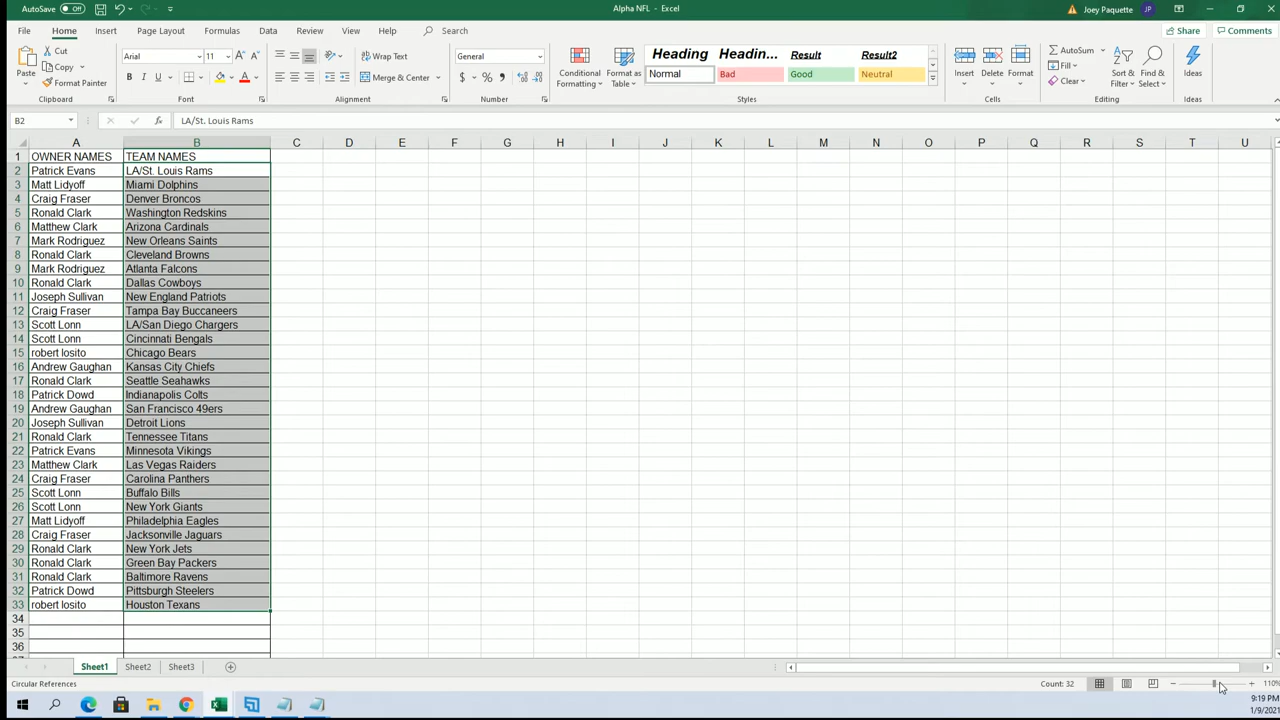 AutoSave Off Alpha NFL - Excel Joey Paquette JP
File Home Insert Page Layout Formulas Data Review View Help Search Share Comments
Paste Cut Copy Format Painter Clipboard
Arial 11 B I U A A A Font
Wrap Text Merge & Center Alignment
General $ % Number
Conditional Formatting Format as Table
Heading Headin... Result Result2
Normal Bad Good Neutral
Styles
Insert Delete Format Cells
AutoSum Fill Clear Sort & Filter Find & Select Editing
Ideas Ideas
B2 fx LA/St. Louis Rams
A B C D E F G H I J K L M N O P Q R S T U
1 OWNER NAMES TEAM NAMES
2 Patrick Evans LA/St. Louis Rams
3 Matt Lidyoff Miami Dolphins
4 Craig Fraser Denver Broncos
5 Ronald Clark Washington Redskins
6 Matthew Clark Arizona Cardinals
7 Mark Rodriguez New Orleans Saints
8 Ronald Clark Cleveland Browns
9 Mark Rodriguez Atlanta Falcons
10 Ronald Clark Dallas Cowboys
11 Joseph Sullivan New England Patriots
12 Craig Fraser Tampa Bay Buccaneers
13 Scott Lonn LA/San Diego Chargers
14 Scott Lonn Cincinnati Bengals
15 robert losito Chicago Bears
16 Andrew Gaughan Kansas City Chiefs
17 Ronald Clark Seattle Seahawks
18 Patrick Dowd Indianapolis Colts
19 Andrew Gaughan San Francisco 49ers
20 Joseph Sullivan Detroit Lions
21 Ronald Clark Tennessee Titans
22 Patrick Evans Minnesota Vikings
23 Matthew Clark Las Vegas Raiders
24 Craig Fraser Carolina Panthers
25 Scott Lonn Buffalo Bills
26 Scott Lonn New York Giants
27 Matt Lidyoff Philadelphia Eagles
28 Craig Fraser Jacksonville Jaguars
29 Ronald Clark New York Jets
30 Ronald Clark Green Bay Packers
31 Ronald Clark Baltimore Ravens
32 Patrick Dowd Pittsburgh Steelers
33 robert losito Houston Texans
34
35
36
Sheet1 Sheet2 Sheet3
Circular References Count: 32 110%
9:19 PM
1/9/2021